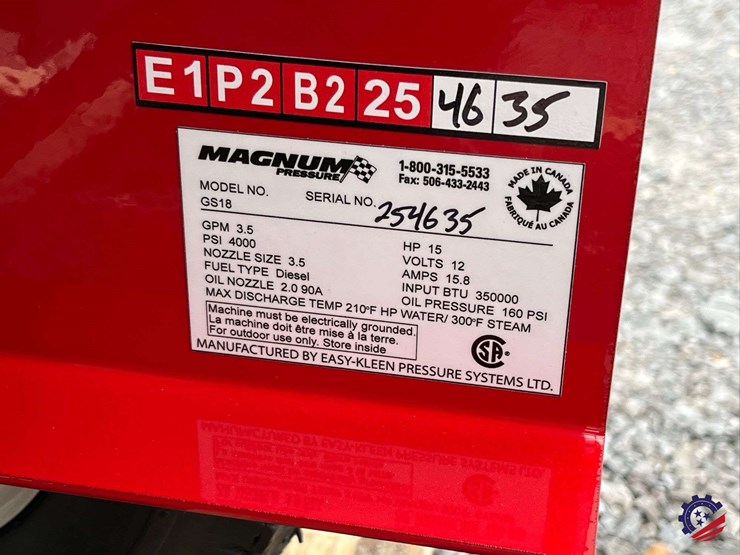 E1 P2 B2 25 46 35
MAGNUM
PRESSURE
1-800-315-5533
Fax: 506-433-2443
MADE IN CANADA
FABRIQUÉ AU CANADA
MODEL NO.
GS18
SERIAL NO. 254635
GPM 3.5
PSI 4000
NOZZLE SIZE 3.5
FUEL TYPE Diesel
OIL NOZZLE 2.0 90A
HP 15
VOLTS 12
AMPS 15.8
INPUT BTU 350000
OIL PRESSURE 160 PSI
MAX DISCHARGE TEMP 210°F HP WATER/ 300°F STEAM
Machine must be electrically grounded.
La machine doit être mise à la terre.
For outdoor use only. Store inside
CSA
MANUFACTURED BY EASY-KLEEN PRESSURE SYSTEMS LTD.